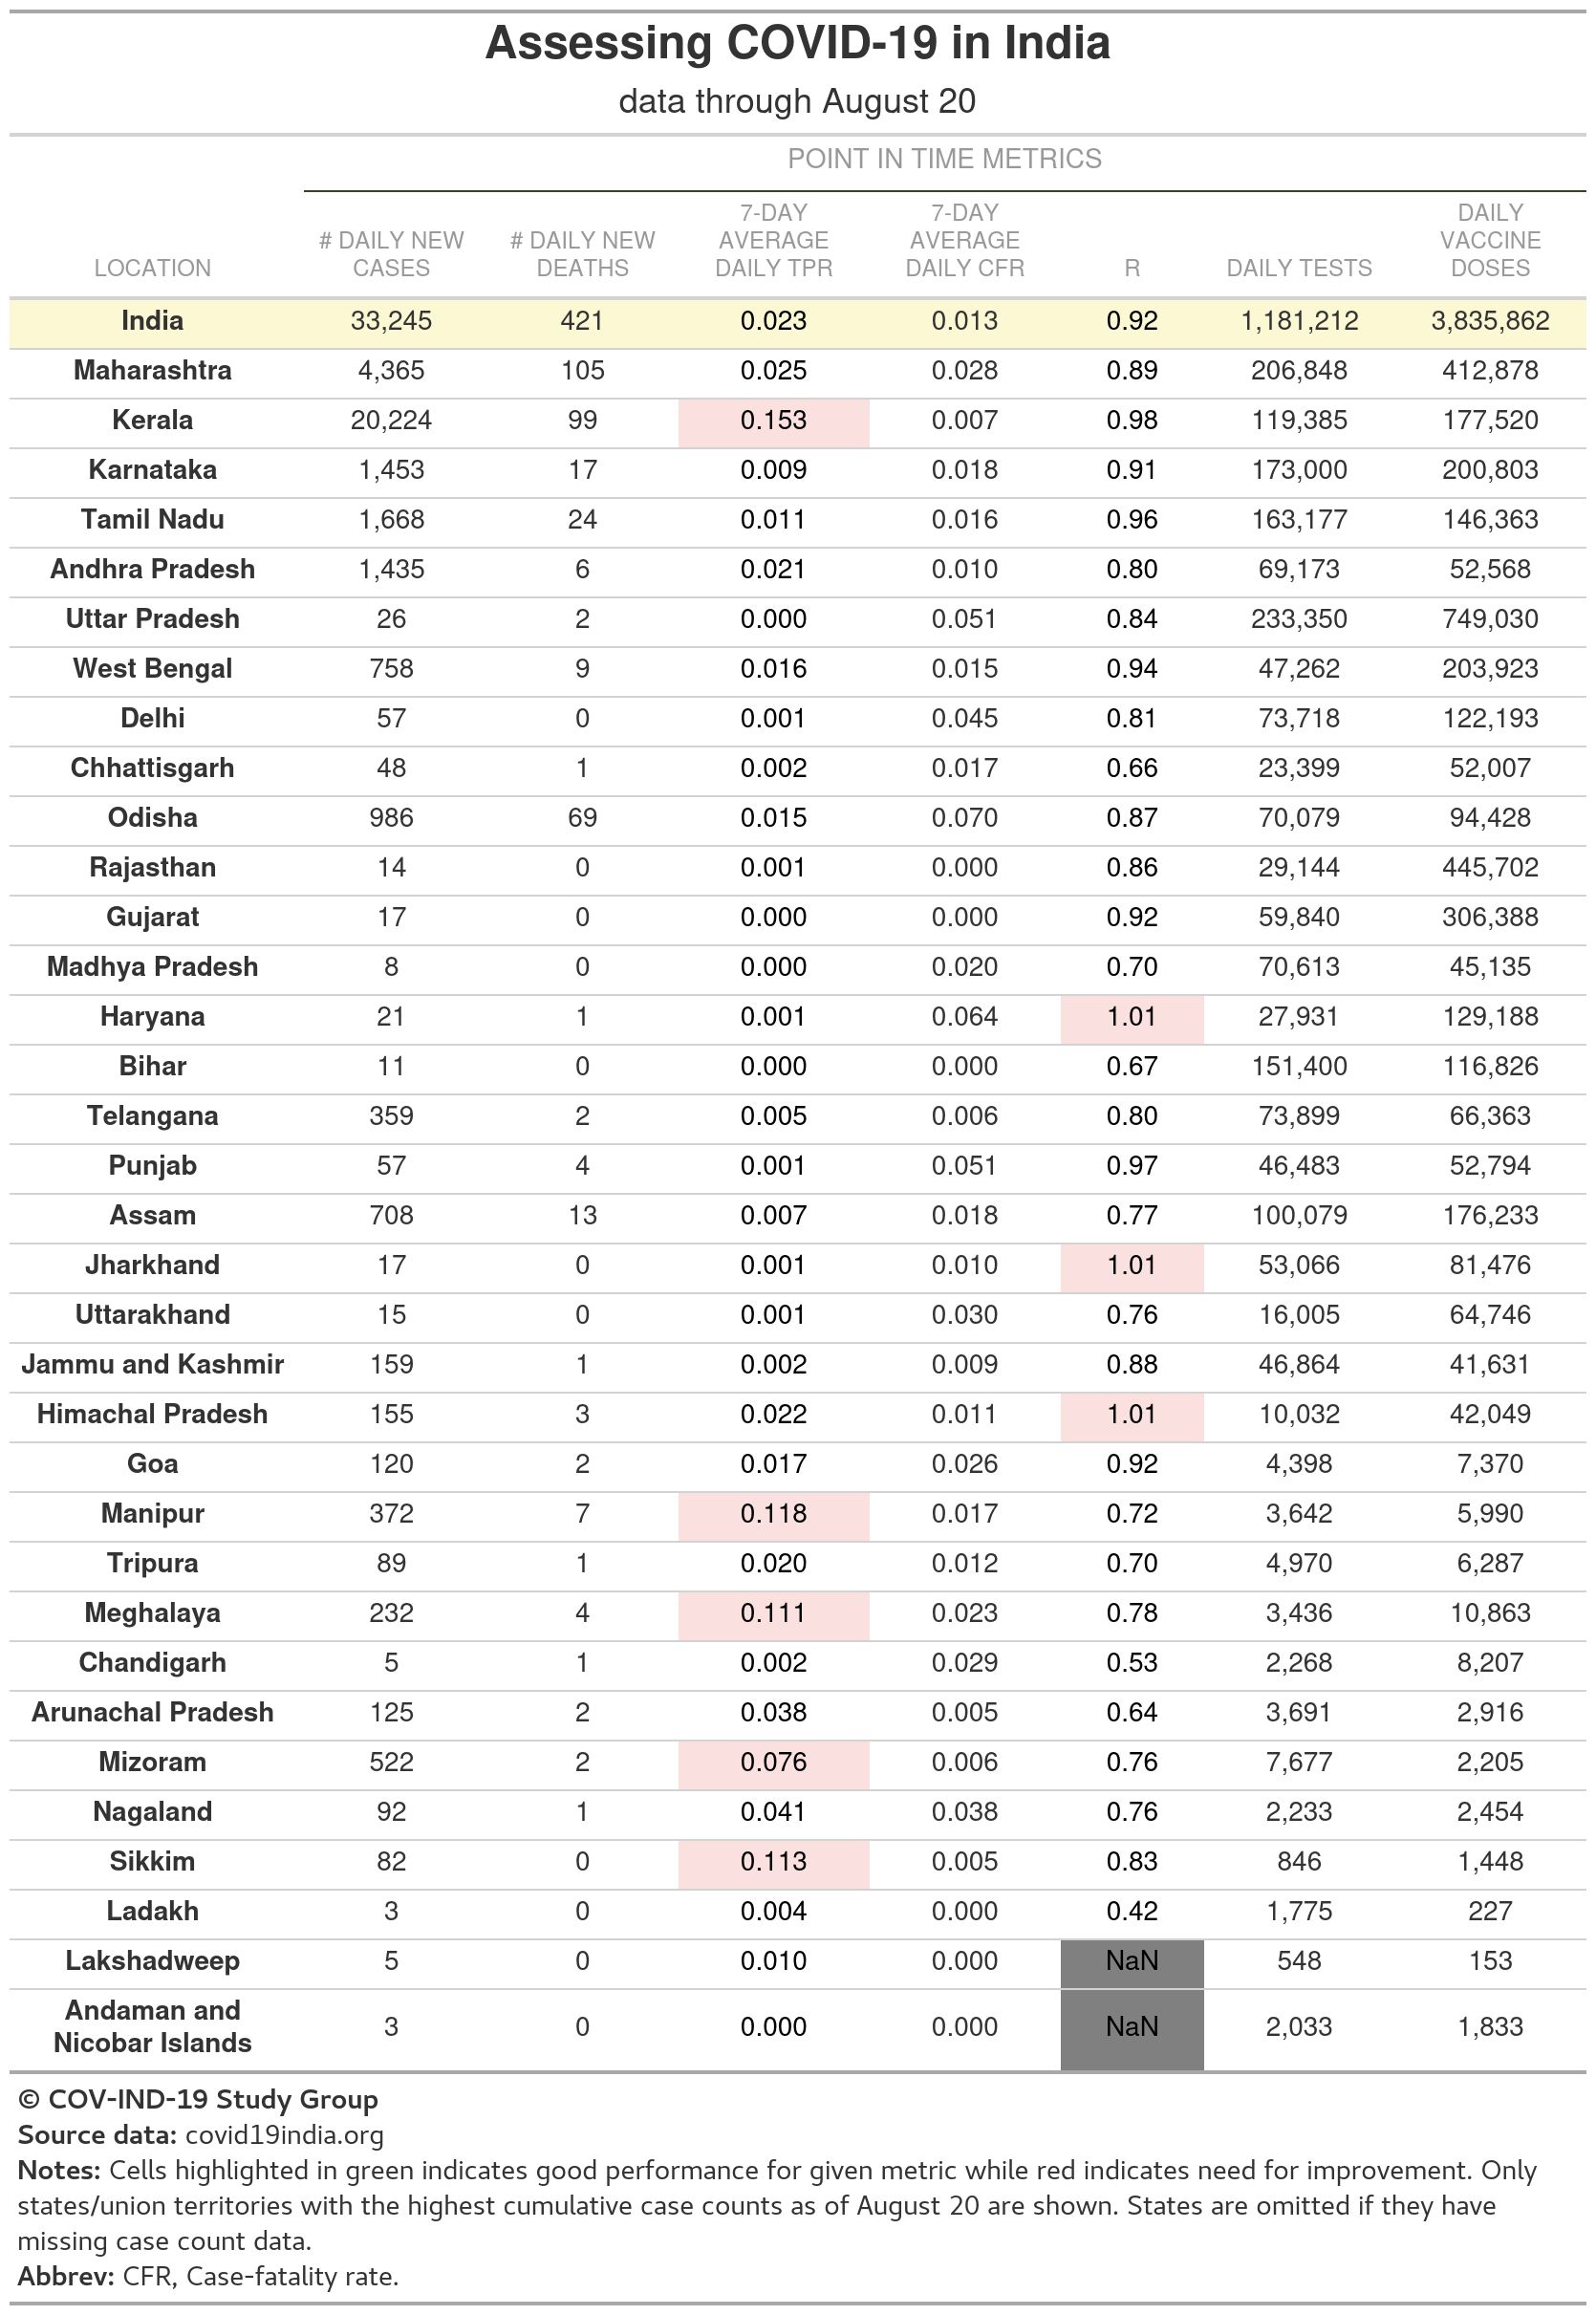 Assessing COVID-19 in India
data through August 20
POINT IN TIME METRICS
LOCATION # DAILY NEW CASES # DAILY NEW DEATHS 7-DAY AVERAGE DAILY TPR 7-DAY AVERAGE DAILY CFR R DAILY TESTS DAILY VACCINE DOSES
India 33,245 421 0.023 0.013 0.92 1,181,212 3,835,862
Maharashtra 4,365 105 0.025 0.028 0.89 206,848 412,878
Kerala 20,224 99 0.153 0.007 0.98 119,385 177,520
Karnataka 1,453 17 0.009 0.018 0.91 173,000 200,803
Tamil Nadu 1,668 24 0.011 0.016 0.96 163,177 146,363
Andhra Pradesh 1,435 6 0.021 0.010 0.80 69,173 52,568
Uttar Pradesh 26 2 0.000 0.051 0.84 233,350 749,030
West Bengal 758 9 0.016 0.015 0.94 47,262 203,923
Delhi 57 0 0.001 0.045 0.81 73,718 122,193
Chhattisgarh 48 1 0.002 0.017 0.66 23,399 52,007
Odisha 986 69 0.015 0.070 0.87 70,079 94,428
Rajasthan 14 0 0.001 0.000 0.86 29,144 445,702
Gujarat 17 0 0.000 0.000 0.92 59,840 306,388
Madhya Pradesh 8 0 0.000 0.020 0.70 70,613 45,135
Haryana 21 1 0.001 0.064 1.01 27,931 129,188
Bihar 11 0 0.000 0.000 0.67 151,400 116,826
Telangana 359 2 0.005 0.006 0.80 73,899 66,363
Punjab 57 4 0.001 0.051 0.97 46,483 52,794
Assam 708 13 0.007 0.018 0.77 100,079 176,233
Jharkhand 17 0 0.001 0.010 1.01 53,066 81,476
Uttarakhand 15 0 0.001 0.030 0.76 16,005 64,746
Jammu and Kashmir 159 1 0.002 0.009 0.88 46,864 41,631
Himachal Pradesh 155 3 0.022 0.011 1.01 10,032 42,049
Goa 120 2 0.017 0.026 0.92 4,398 7,370
Manipur 372 7 0.118 0.017 0.72 3,642 5,990
Tripura 89 1 0.020 0.012 0.70 4,970 6,287
Meghalaya 232 4 0.111 0.023 0.78 3,436 10,863
Chandigarh 5 1 0.002 0.029 0.53 2,268 8,207
Arunachal Pradesh 125 2 0.038 0.005 0.64 3,691 2,916
Mizoram 522 2 0.076 0.006 0.76 7,677 2,205
Nagaland 92 1 0.041 0.038 0.76 2,233 2,454
Sikkim 82 0 0.113 0.005 0.83 846 1,448
Ladakh 3 0 0.004 0.000 0.42 1,775 227
Lakshadweep 5 0 0.010 0.000 NaN 548 153
Andaman and Nicobar Islands 3 0 0.000 0.000 NaN 2,033 1,833
© COV-IND-19 Study Group
Source data: covid19india.org
Notes: Cells highlighted in green indicates good performance for given metric while red indicates need for improvement. Only
states/union territories with the highest cumulative case counts as of August 20 are shown. States are omitted if they have
missing case count data.
Abbrev: CFR, Case-fatality rate.